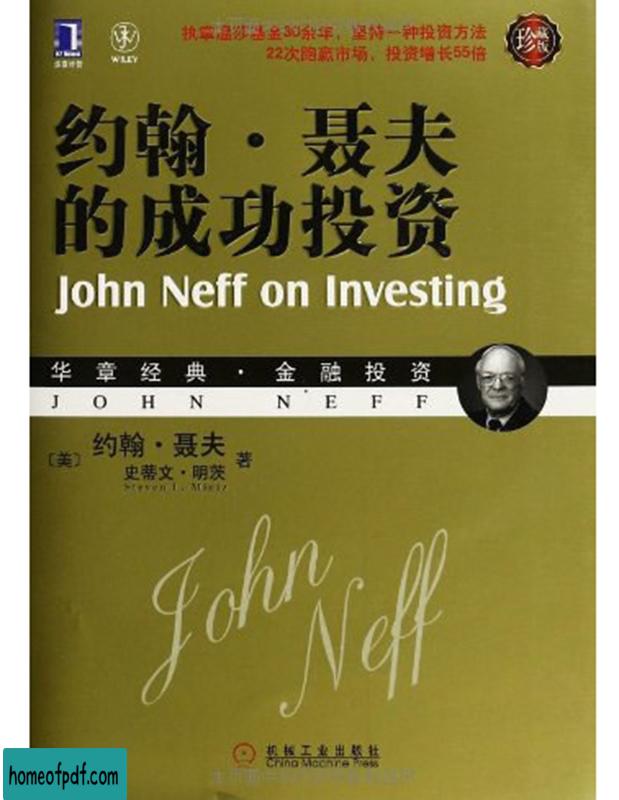 执掌温莎基金30余年，坚持一种投资方法
22次跑赢市场，投资增长55倍
珍藏版
华章经管
WILEY
约翰·聂夫
的成功投资
John Neff on Investing
华章经典·金融投资
JOHN NEFF
〔美〕 约翰·聂夫
史蒂文·明茨 著
Steven L. Mintz
John
Neff
机械工业出版社
China Machine Press
homeofpdf.com